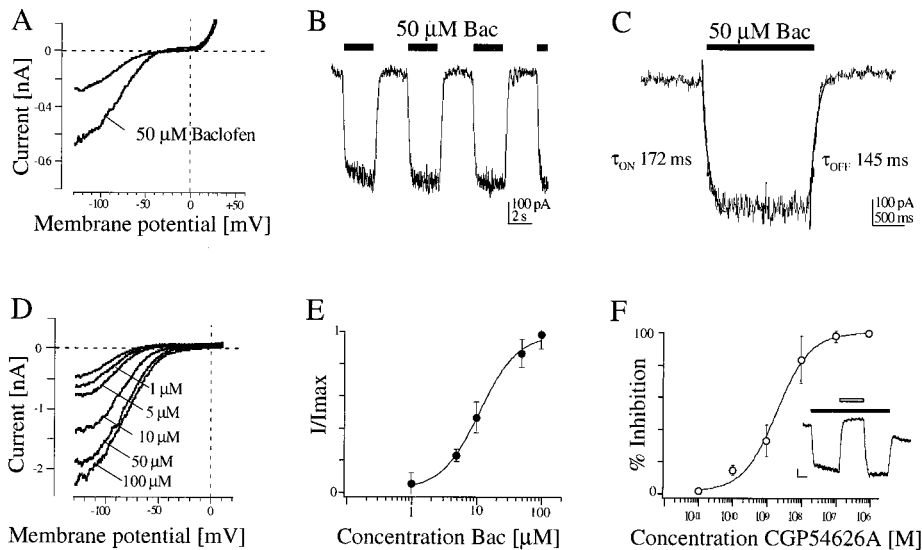 A
Current [nA]
0
-0.4
-0.6
50 µM Baclofen
-100
-50
0
+50
Membrane potential [mV]
B
50 µM Bac
100 pA
2 s
C
50 µM Bac
τON 172 ms
τOFF 145 ms
100 pA
500 ms
D
Current [nA]
0
-1
-2
1 µM
5 µM
10 µM
50 µM
100 µM
-100
-50
0
Membrane potential [mV]
E
I/Imax
1
0
1
10
100
Concentration Bac [µM]
F
% Inhibition
100
0
Concentration CGP54626A [M]